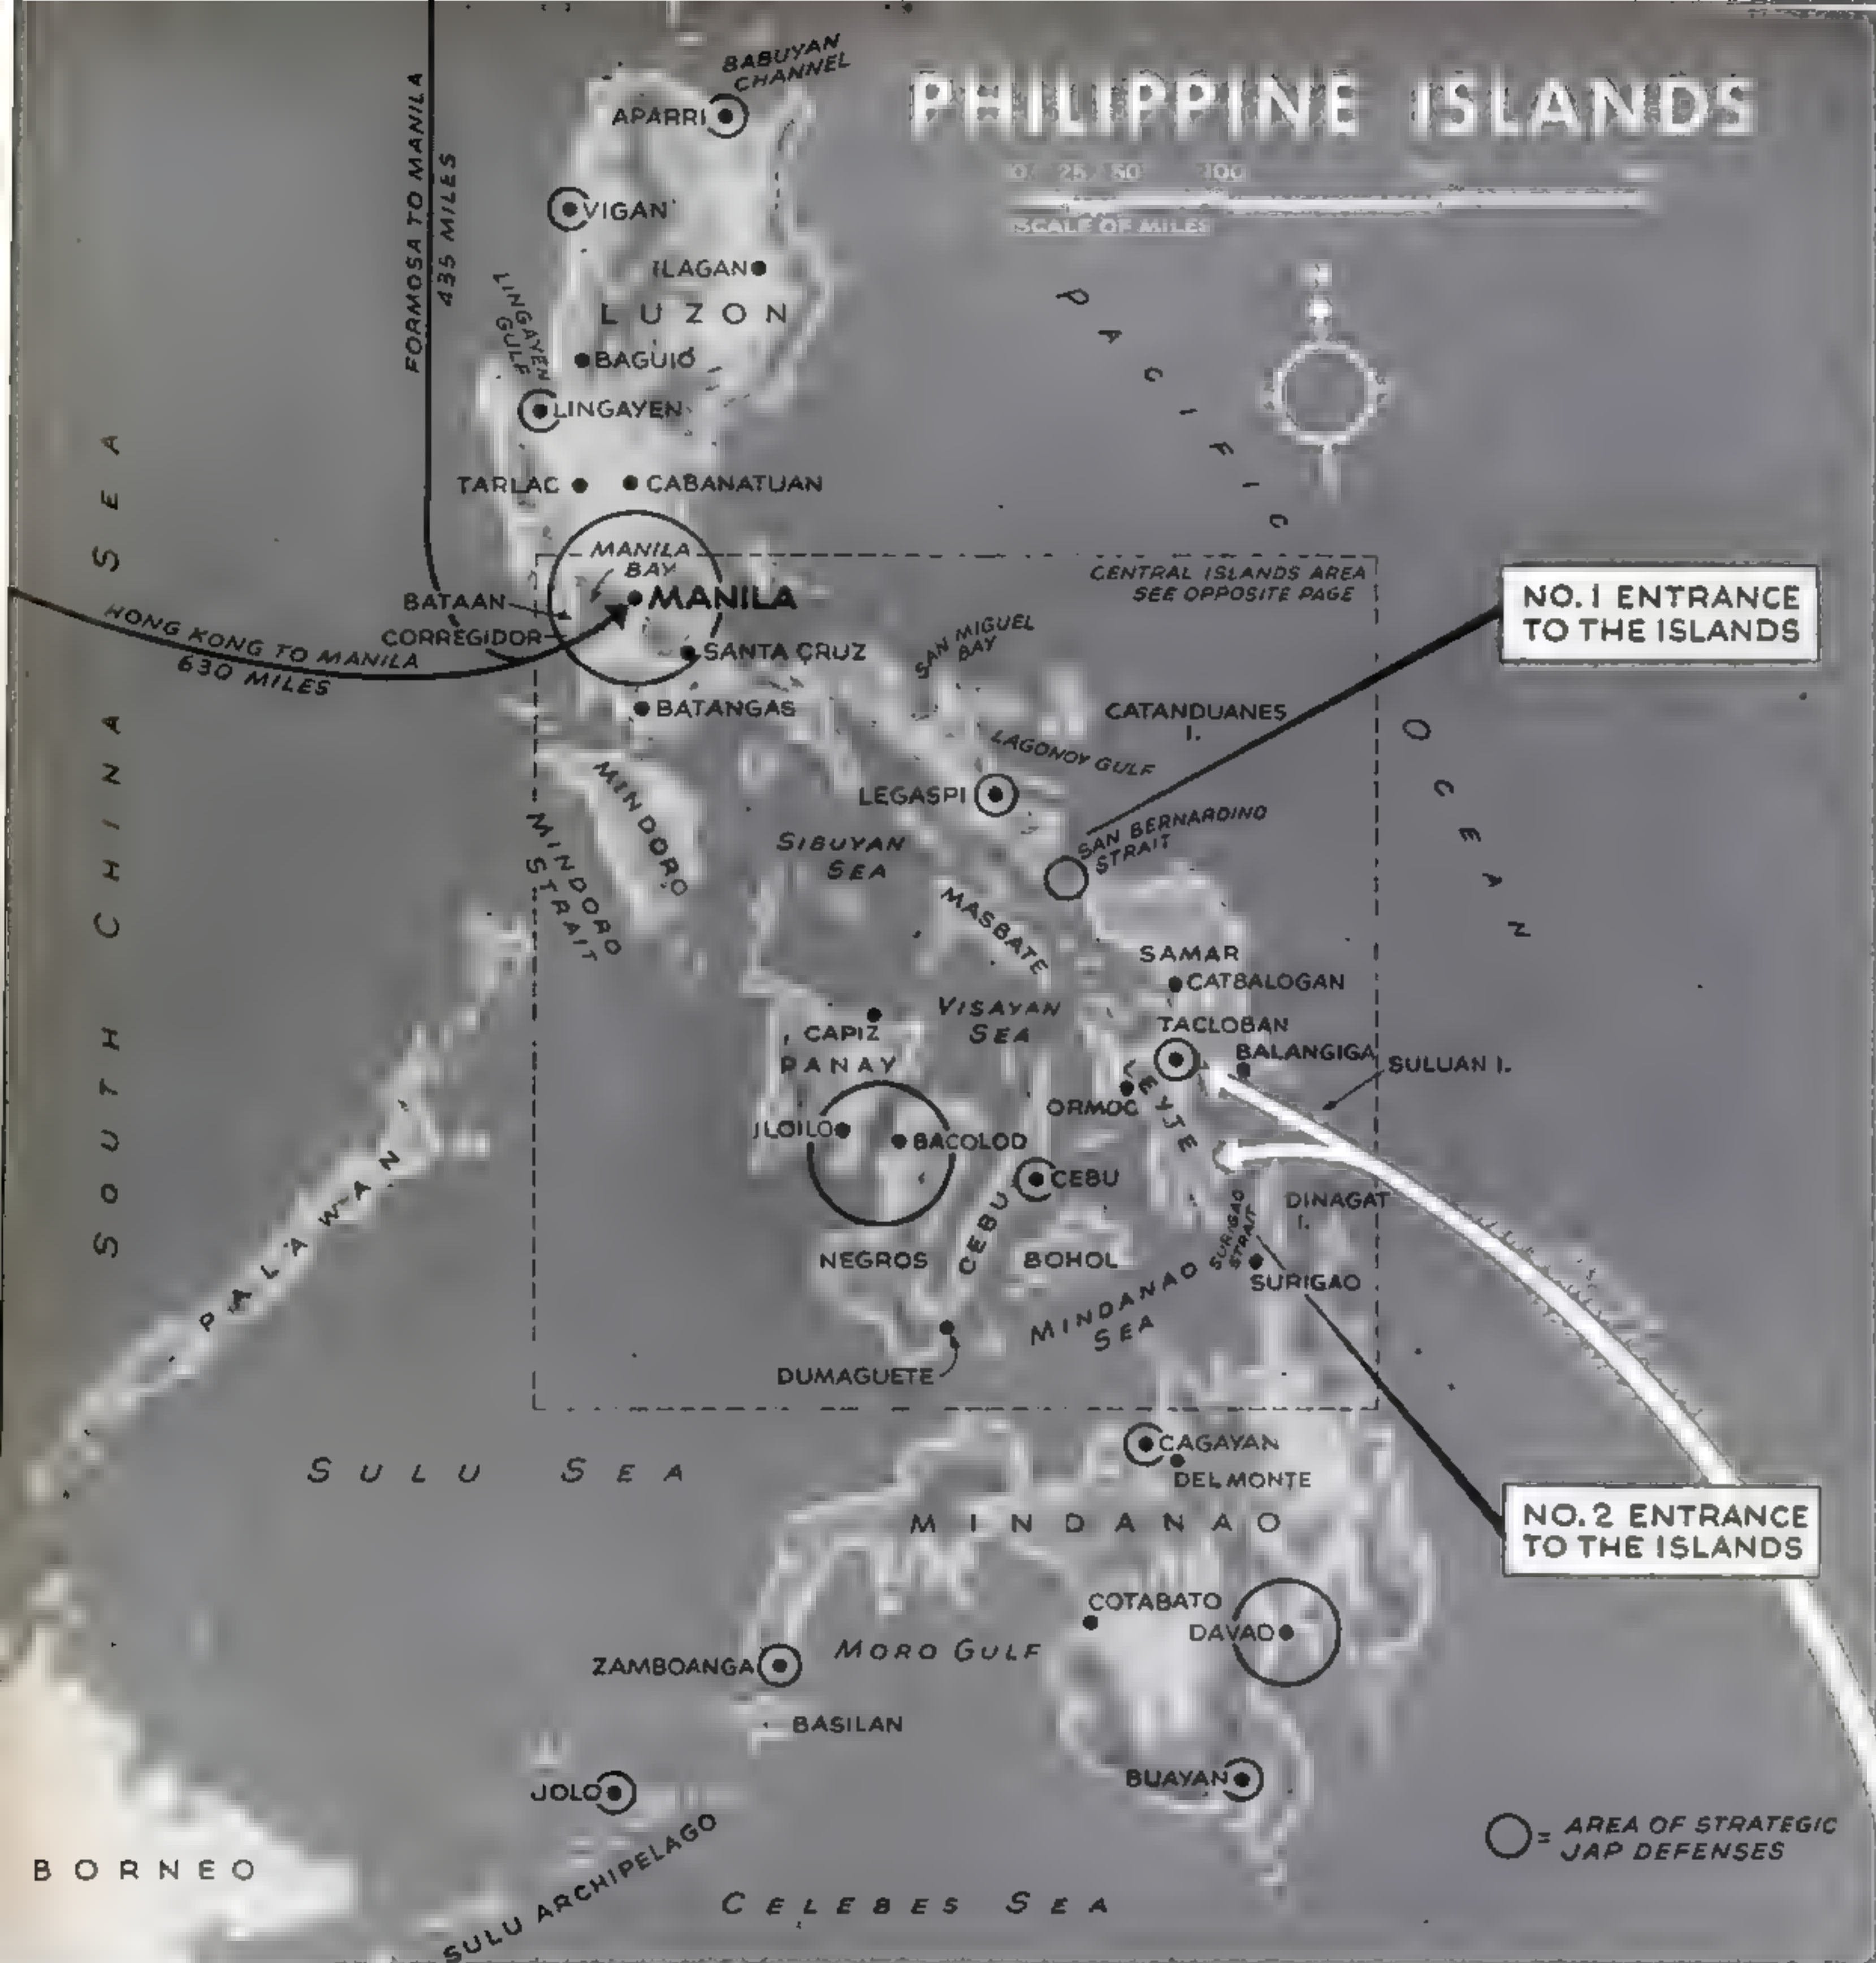 BABUYAN
CHANNEL
PHILIPPINE ISLANDS
APARRI
0 25 50 100
SCALE OF MILES
FORMOSA TO MANILA
435 MILES
VIGAN
ILAGAN
LUZON
LINGAYEN
GULF
BAGUIO
LINGAYEN
PACIFIC
OCEAN
TARLAC
CABANATUAN
MANILA
BAY
MANILA
CENTRAL ISLANDS AREA
SEE OPPOSITE PAGE
NO. 1 ENTRANCE
TO THE ISLANDS
BATAAN
CORREGIDOR
HONG KONG TO MANILA
630 MILES
SANTA CRUZ
SAN MIGUEL
BAY
BATANGAS
CATANDUANES
I.
LAGONOY GULF
SOUTH CHINA SEA
MINDORO
MINDORO
STRAIT
LEGASPI
SIBUYAN
SEA
SAN BERNARDINO
STRAIT
MASBATE
SAMAR
CATBALOGAN
VISAYAN
SEA
CAPIZ
PANAY
TACLOBAN
BALANGIGA
SULUAN I.
LEYTE
ORMOC
ILOILO
BACOLOD
CEBU
CEBU
PALAWAN
DINAGAT
I.
SURIGAO
STRAIT
NEGROS
BOHOL
SURIGAO
MINDANAO
SEA
DUMAGUETE
SULU SEA
CAGAYAN
DEL MONTE
MINDANAO
NO. 2 ENTRANCE
TO THE ISLANDS
COTABATO
DAVAO
ZAMBOANGA
MORO GULF
BASILAN
JOLO
BUAYAN
SULU ARCHIPELAGO
BORNEO
CELEBES SEA
= AREA OF STRATEGIC
JAP DEFENSES